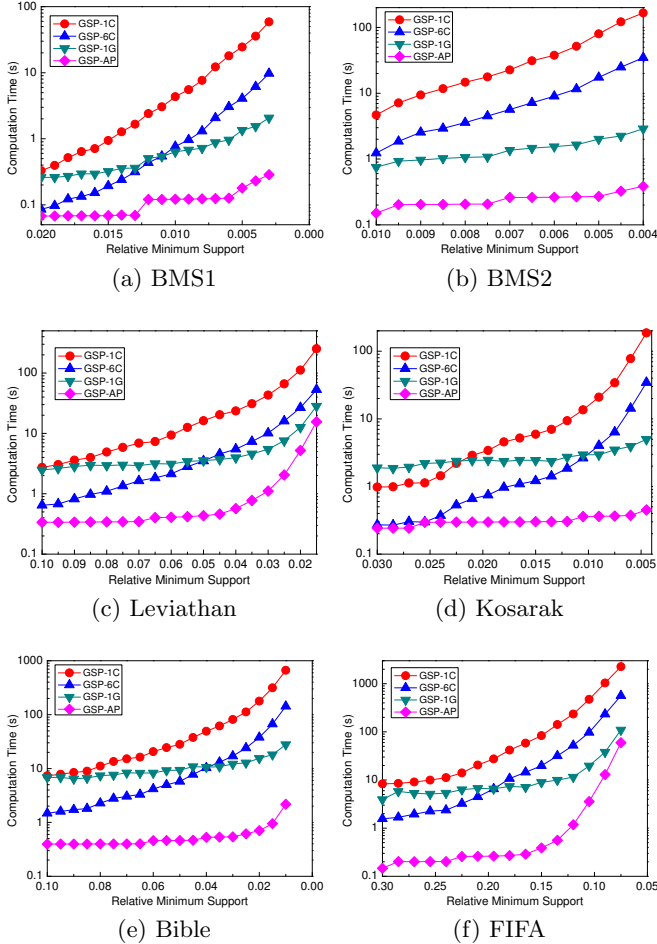 GSP-1C
GSP-6C
GSP-1G
GSP-AP
Computation Time (s)
100
10
1
0.1
0.020 0.015 0.010 0.005 0.000
Relative Minimum Support
(a) BMS1
GSP-1C
GSP-6C
GSP-1G
GSP-AP
Computation Time (s)
100
10
1
0.1
0.010 0.009 0.008 0.007 0.006 0.005 0.004
Relative Minimum Support
(b) BMS2
GSP-1C
GSP-6C
GSP-1G
GSP-AP
Computation Time (s)
100
10
1
0.1
0.10 0.09 0.08 0.07 0.06 0.05 0.04 0.03 0.02
Relative Minimum Support
(c) Leviathan
GSP-1C
GSP-6C
GSP-1G
GSP-AP
Computation Time (s)
100
10
1
0.1
0.030 0.025 0.020 0.015 0.010 0.005
Relative Minimum Support
(d) Kosarak
GSP-1C
GSP-6C
GSP-1G
GSP-AP
Computation Time (s)
1000
100
10
1
0.1
0.10 0.08 0.06 0.04 0.02 0.00
Relative Minimum Support
(e) Bible
GSP-1C
GSP-6C
GSP-1G
GSP-AP
Computation Time (s)
1000
100
10
1
0.1
0.30 0.25 0.20 0.15 0.10 0.05
Relative Minimum Support
(f) FIFA